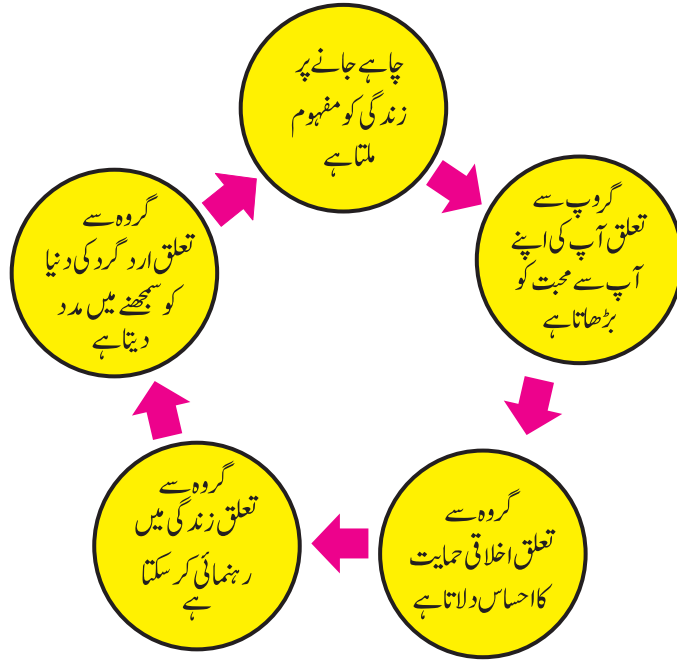 چاہے جانے پر
زندگی کو مفہوم
ملتا ہے
گروپ سے
تعلق آپ کی اپنے
آپ سے محبت کو
بڑھاتا ہے
گروہ سے
تعلق اخلاقی حمایت
کا احساس دلاتا ہے
گروہ سے
تعلق زندگی میں
رہنمائی کر سکتا
ہے
گروہ سے
تعلق ارد گرد کی دنیا
کو سمجھنے میں مدد
دیتا ہے